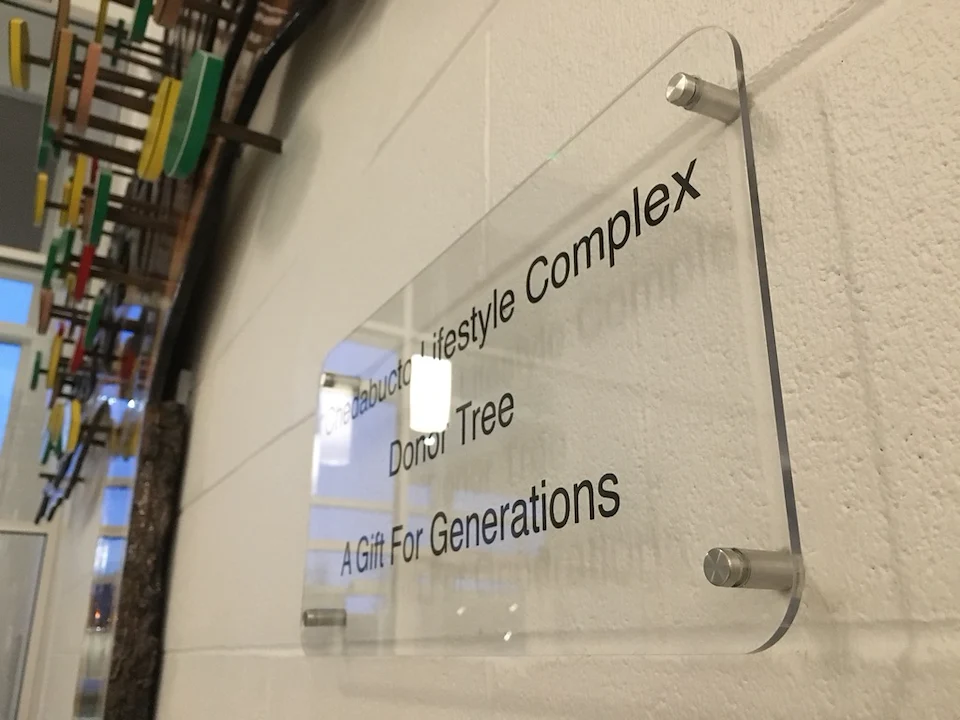 Chedabucto Lifestyle Complex
Donor Tree
A Gift For Generations